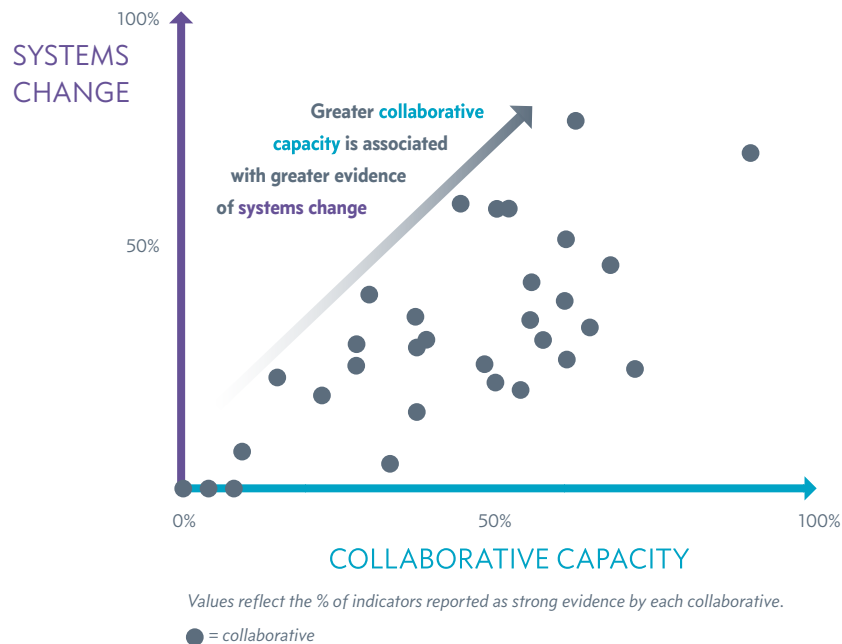 100%
SYSTEMS
CHANGE
Greater collaborative
capacity is associated
with greater evidence
of systems change
50%
0%
50%
100%
COLLABORATIVE CAPACITY
Values reflect the % of indicators reported as strong evidence by each collaborative.
= collaborative